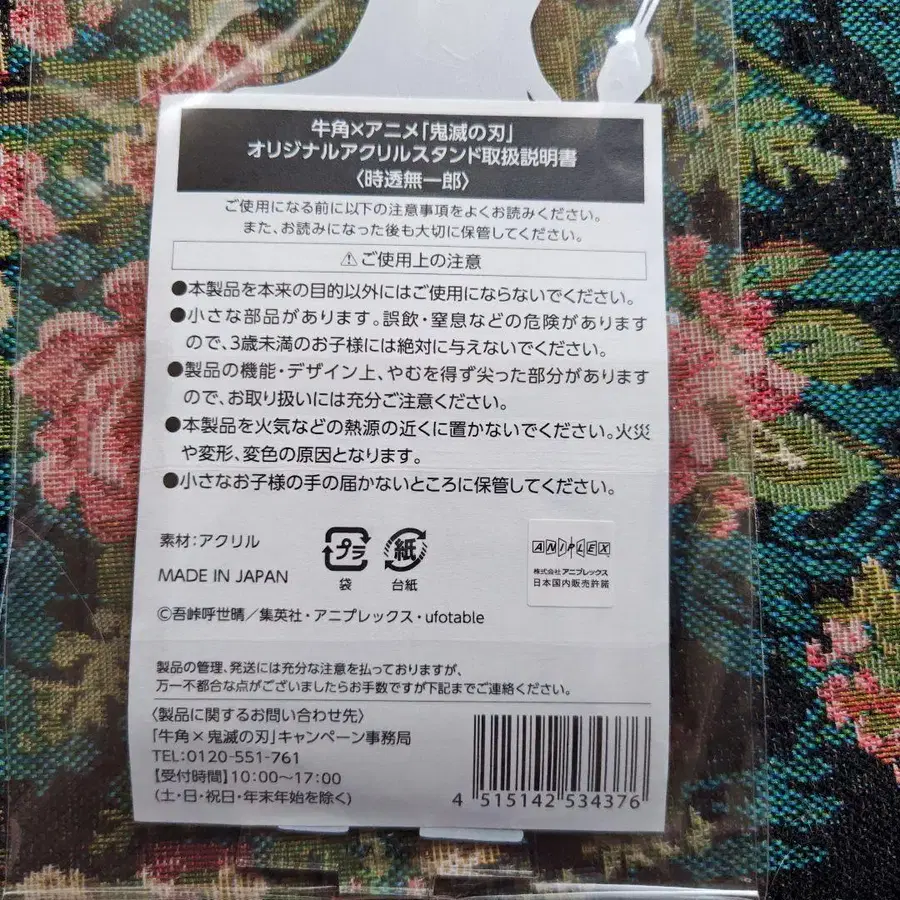 牛角×アニメ「鬼滅の刃」
オリジナルアクリルスタンド取扱説明書
〈時透無一郎〉
ご使用になる前に以下の注意事項をよくお読みください。
また、お読みになった後も大切に保管してください。
⚠ご使用上の注意
●本製品を本来の目的以外にはご使用にならないでください。
●小さな部品があります。誤飲・窒息などの危険があります
ので、3歳未満のお子様には絶対に与えないでください。
●製品の機能・デザイン上、やむを得ず尖った部分があります
ので、お取り扱いには充分ご注意ください。
●本製品を火気などの熱源の近くに置かないでください。火災
や変形、変色の原因となります。
●小さなお子様の手の届かないところに保管してください。
素材：アクリル
MADE IN JAPAN
プラ
袋
紙
台紙
ANIPLEX
株式会社 アニプレックス
日本国内販売許諾
©吾峠呼世晴／集英社・アニプレックス・ufotable
製品の管理、発送には充分な注意を払っておりますが、
万一不都合な点がございましたらお手数ですが下記までご連絡ください。
〈製品に関するお問い合わせ先〉
「牛角×鬼滅の刃」キャンペーン事務局
TEL:0120-551-761
【受付時間】10:00～17:00
(土・日・祝日・年末年始を除く)
4 515142 534376